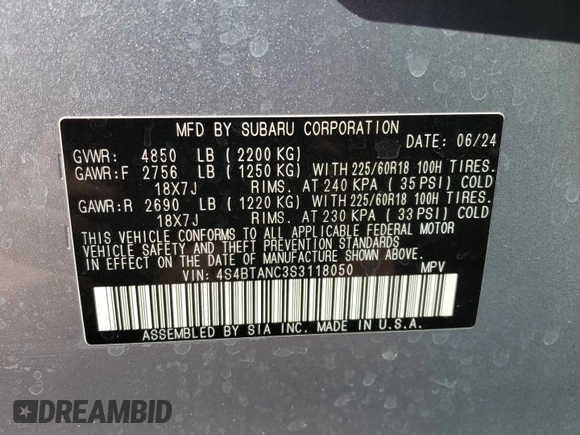 MFD BY SUBARU CORPORATION
DATE: 06/24
GVWR: 4850 LB (2200 KG)
GAWR:F 2756 LB (1250 KG) WITH 225/60R18 100H TIRES.
18X7J RIMS. AT 240 KPA (35 PSI) COLD
GAWR:R 2690 LB (1220 KG) WITH 225/60R18 100H TIRES.
18X7J RIMS. AT 230 KPA (33 PSI) COLD
THIS VEHICLE CONFORMS TO ALL APPLICABLE FEDERAL MOTOR
VEHICLE SAFETY, BUMPER, AND THEFT PREVENTION STANDARDS IN
EFFECT ON THE DATE OF MANUFACTURE SHOWN ABOVE.
VIN: 4S4BTANC3S3118050 MPV
ASSEMBLED BY SIA INC. MADE IN U.S.A.
DREAMBID